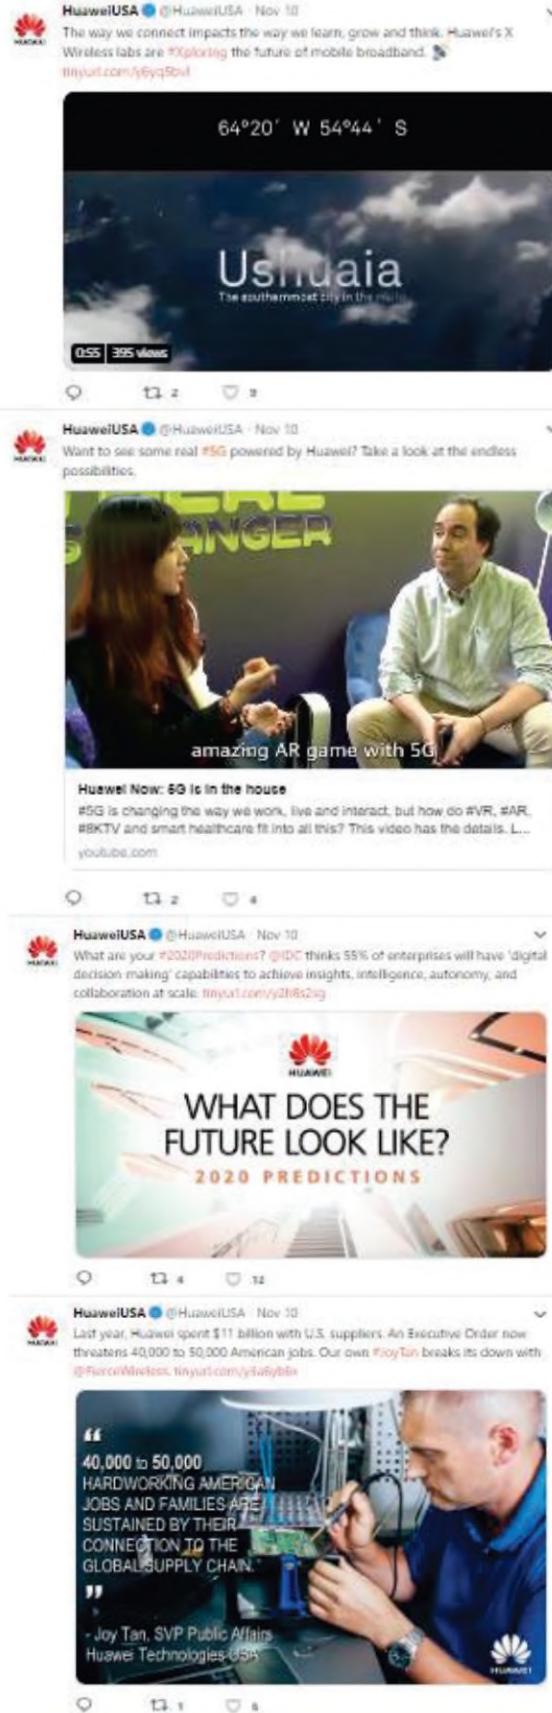 HuaweiUSA @HuaweiUSA · Nov 10
The way we connect impacts the way we learn, grow and think. Huawei's X
Wireless labs are #Xploring the future of mobile broadband.
64°20' W 54°44' S
Ushuaia
The southernmost city in the
0:55 395 views
2 9
HuaweiUSA @HuaweiUSA · Nov 10
Want to see some real #5G powered by Huawei? Take a look at the endless
possibilities.
ANGER
amazing AR game with 5G
Huawei Now: 5G is in the house
#5G is changing the way we work, live and interact, but how do #VR, #AR,
#8KTV and smart healthcare fit into all this? This video has the details. L...
youtube.com
2 4
HuaweiUSA @HuaweiUSA · Nov 10
What are your #2020Predictions? @IDC thinks 55% of enterprises will have 'digital
decision making' capabilities to achieve insights, intelligence, autonomy, and
collaboration at scale.
HUAWEI
WHAT DOES THE
FUTURE LOOK LIKE?
2020 PREDICTIONS
4 12
HuaweiUSA @HuaweiUSA · Nov 10
Last year, Huawei spent $11 billion with U.S. suppliers. An Executive Order now
threatens 40,000 to 50,000 American jobs. Our own #JoyTan breaks its down with
@FierceWireless.
“
40,000 to 50,000
HARDWORKING AMERICAN
JOBS AND FAMILIES ARE
SUSTAINED BY THEIR
CONNECTION TO THE
GLOBAL SUPPLY CHAIN.
”
- Joy Tan, SVP Public Affairs
Huawei Technologies USA
HUAWEI
1 6